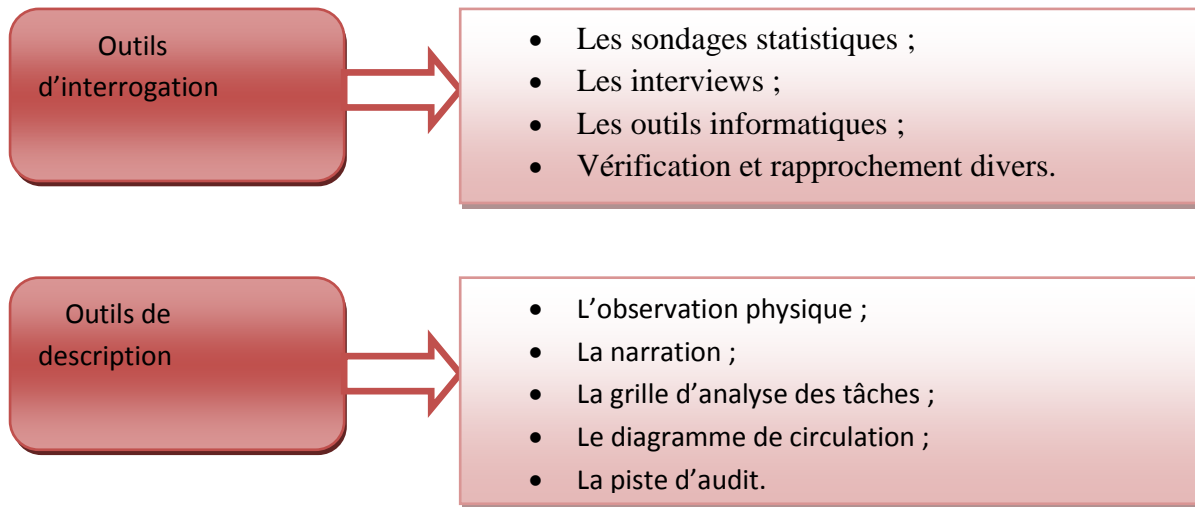 Outils
d’interrogation
• Les sondages statistiques ;
• Les interviews ;
• Les outils informatiques ;
• Vérification et rapprochement divers.
Outils de
description
• L’observation physique ;
• La narration ;
• La grille d’analyse des tâches ;
• Le diagramme de circulation ;
• La piste d’audit.